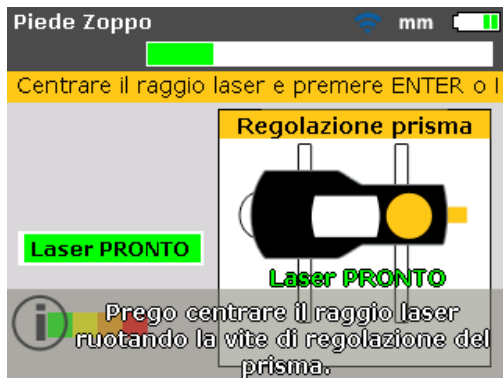 Piede Zoppo mm
Centrare il raggio laser e premere ENTER o
Regolazione prisma
Laser PRONTO
Laser PRONTO
Prego centrare il raggio laser
ruotando la vite di regolazione del
prisma.